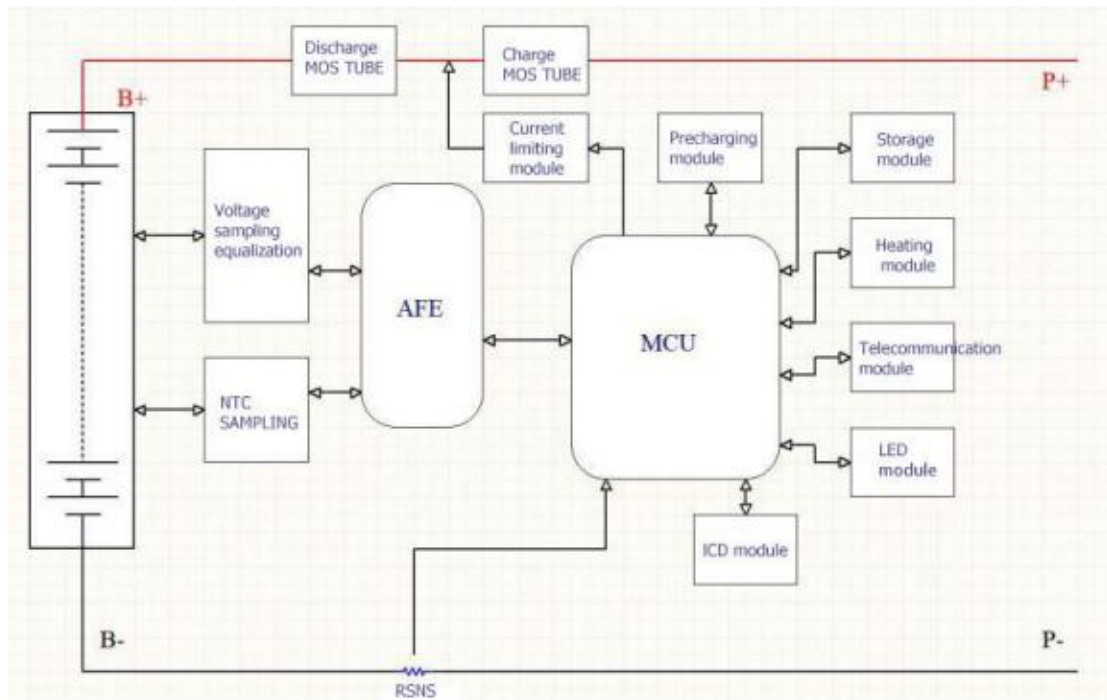 Discharge
MOS TUBE
Charge
MOS TUBE
B+
P+
Current
limiting
module
Precharging
module
Storage
module
Voltage
sampling
equalization
Heating
module
AFE
MCU
Telecommunication
module
NTC
SAMPLING
LED
module
ICD module
B-
P-
RSNS